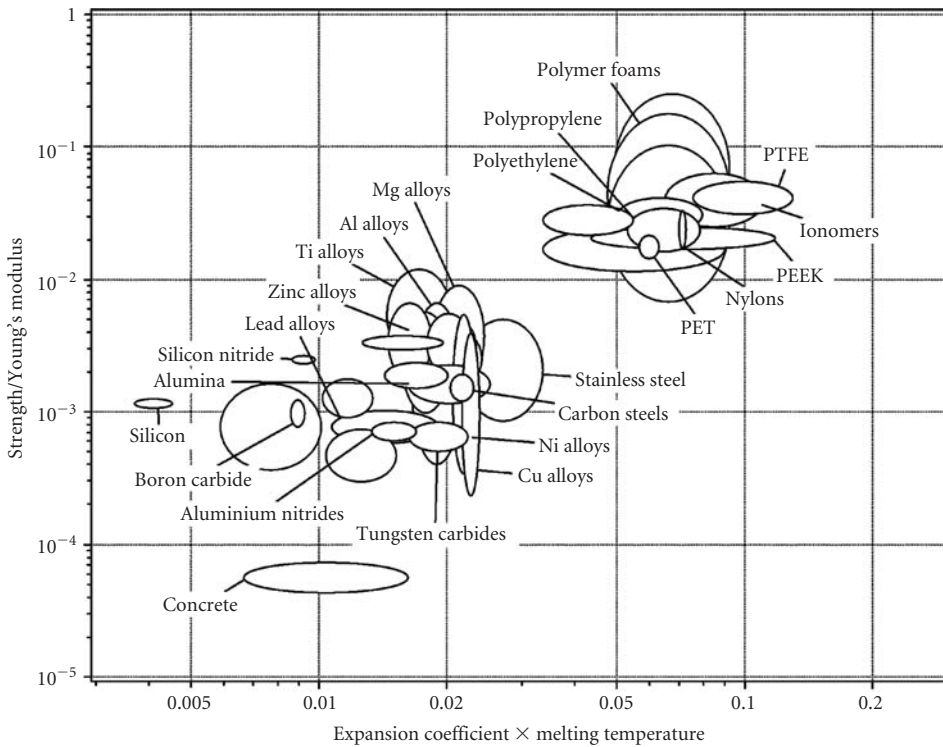 1
Polymer foams
Polypropylene
10⁻¹
PTFE
Polyethylene
Mg alloys
Al alloys
Ionomers
Ti alloys
PEEK
10⁻²
Zinc alloys
Nylons
PET
Lead alloys
Silicon nitride
Alumina
Stainless steel
10⁻³
Carbon steels
Silicon
Ni alloys
Boron carbide
Cu alloys
Aluminium nitrides
Tungsten carbides
10⁻⁴
Concrete
10⁻⁵
0.005 0.01 0.02 0.05 0.1 0.2
Expansion coefficient × melting temperature
Strength/Young's modulus